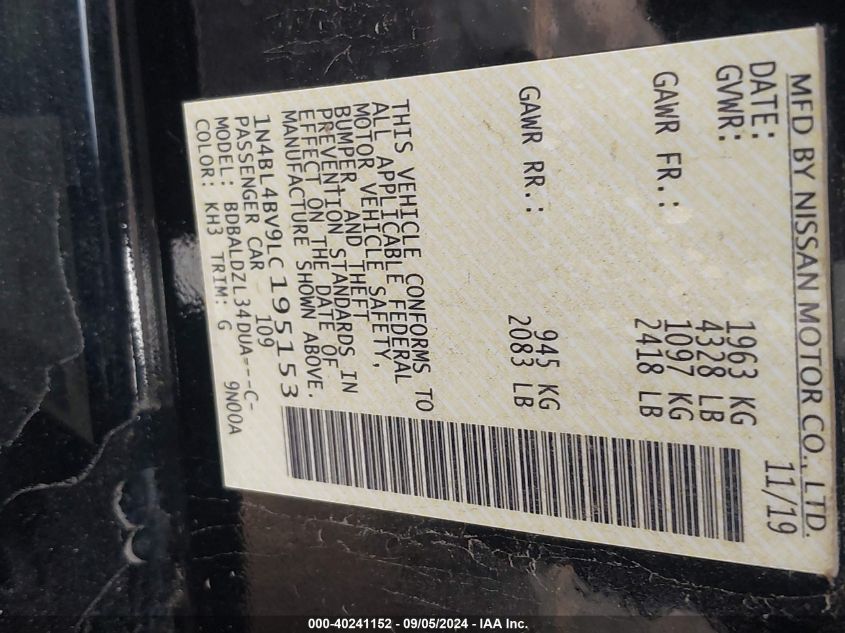 MFD BY NISSAN MOTOR CO., LTD.
DATE: 11/19
GVWR: 1963 KG
4328 LB
GAWR FR.: 1097 KG
2418 LB
GAWR RR.: 945 KG
2083 LB
THIS VEHICLE CONFORMS TO
ALL APPLICABLE FEDERAL
MOTOR VEHICLE SAFETY,
BUMPER, AND THEFT
PREVENTION STANDARDS IN
EFFECT ON THE DATE OF
MANUFACTURE SHOWN ABOVE.
1N4BL4BV9LC195153
PASSENGER CAR 109
MODEL: BDBALDZL34DUA---C-
COLOR: KH3 TRIM: G 9N00A
000-40241152 - 09/05/2024 - IAA Inc.